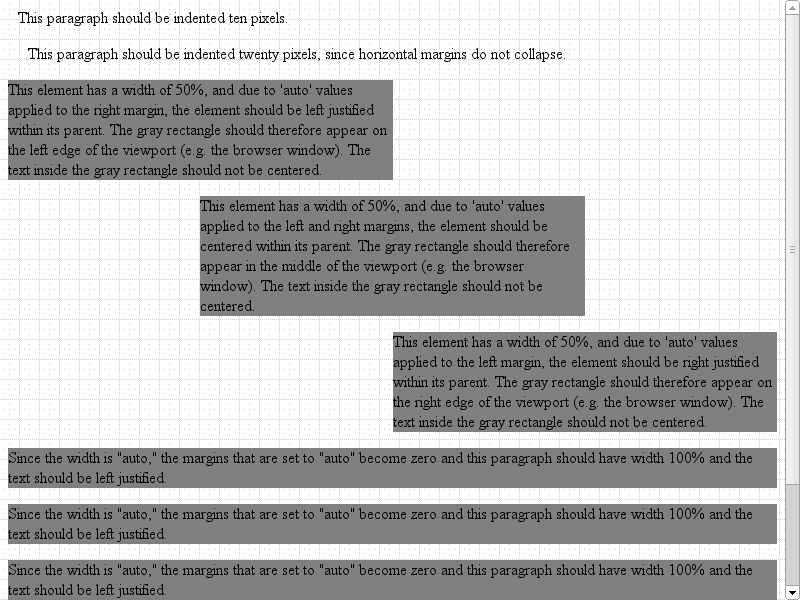 This paragraph should be indented ten pixels.
This paragraph should be indented twenty pixels, since horizontal margins do not collapse.
This element has a width of 50%, and due to 'auto' values
applied to the right margin, the element should be left justified
within its parent. The gray rectangle should therefore appear on
the left edge of the viewport (e.g. the browser window). The
text inside the gray rectangle should not be centered.
This element has a width of 50%, and due to 'auto' values
applied to the left and right margins, the element should be
centered within its parent. The gray rectangle should therefore
appear in the middle of the viewport (e.g. the browser
window). The text inside the gray rectangle should not be
centered.
This element has a width of 50%, and due to 'auto' values
applied to the left margin, the element should be right justified
within its parent. The gray rectangle should therefore appear on
the right edge of the viewport (e.g. the browser window). The
text inside the gray rectangle should not be centered.
Since the width is "auto," the margins that are set to "auto" become zero and this paragraph should have width 100% and the
text should be left justified.
Since the width is "auto," the margins that are set to "auto" become zero and this paragraph should have width 100% and the
text should be left justified.
Since the width is "auto," the margins that are set to "auto" become zero and this paragraph should have width 100% and the
text should be left justified.